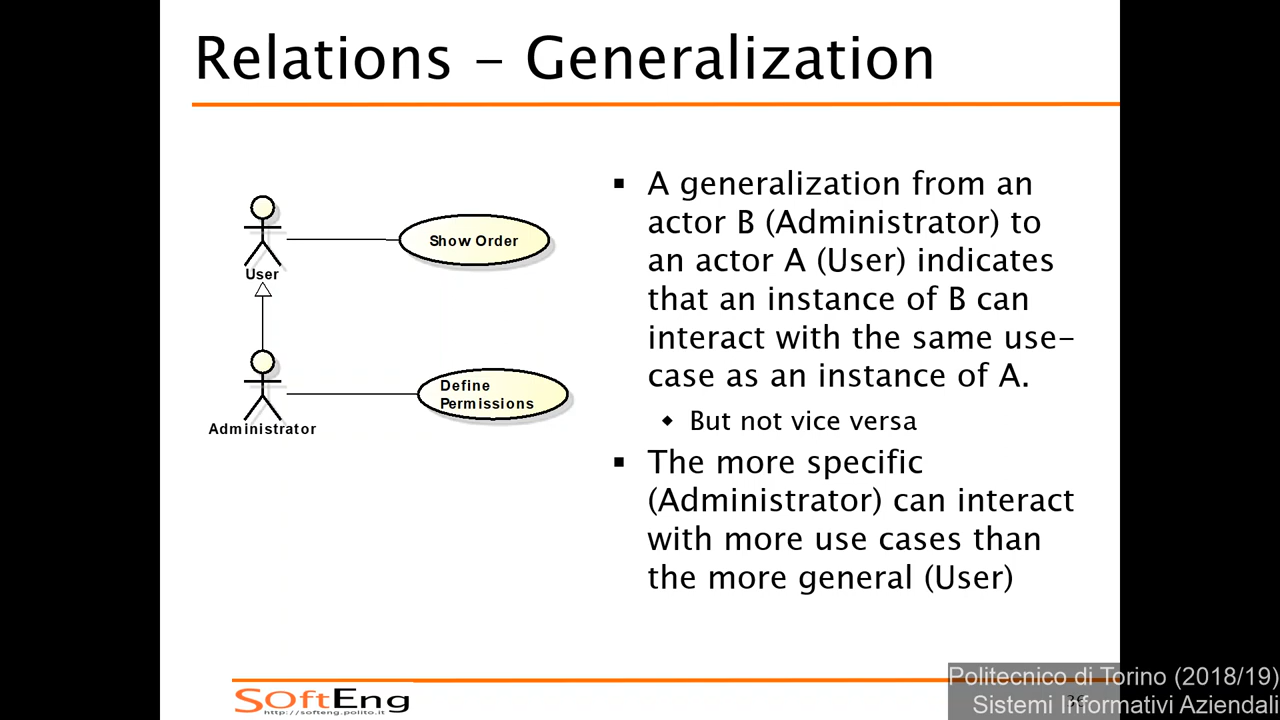 Relations – Generalization
User
Show Order
Administrator
Define
Permissions
▪ A generalization from an
actor B (Administrator) to
an actor A (User) indicates
that an instance of B can
interact with the same use-
case as an instance of A.
◆ But not vice versa
▪ The more specific
(Administrator) can interact
with more use cases than
the more general (User)
SoftEng
http://softeng.polito.it
Politecnico di Torino (2018/19)
Sistemi Informativi Aziendali